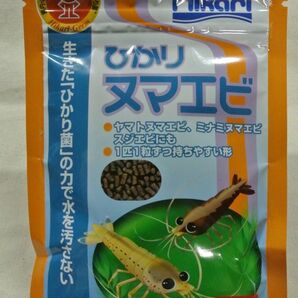 Hikari
ひかり
ヌマエビ
●ヤマトヌマエビ、ミナミヌマエビ
スジエビにも
●1匹1粒ずつ持ちやすい形
生きた「ひかり菌」の力で水を汚さない